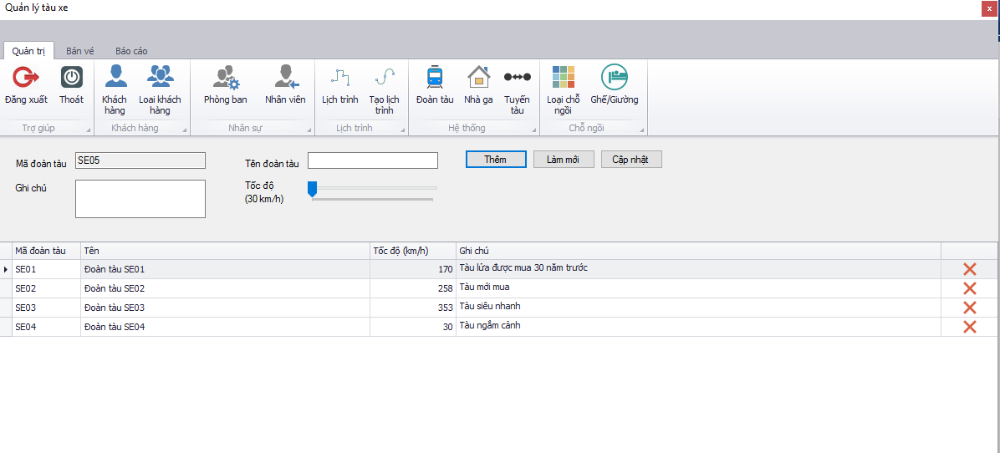 Quản lý tàu xe
x
Quản trị Bán vé Báo cáo
Đăng xuất Thoát Khách hàng Loại khách hàng Phòng ban Nhân viên Lịch trình Tạo lịch trình Đoàn tàu Nhà ga Tuyến tàu Loại chỗ ngồi Ghế/Giường
Trợ giúp Khách hàng Nhân sự Lịch trình Hệ thống Chỗ ngồi
Mã đoàn tàu SE05 Tên đoàn tàu Thêm Làm mới Cập nhật
Ghi chú Tốc độ
(30 km/h)
Mã đoàn tàu Tên Tốc độ (km/h) Ghi chú
SE01 Đoàn tàu SE01 170 Tàu lửa được mua 30 năm trước
SE02 Đoàn tàu SE02 258 Tàu mới mua
SE03 Đoàn tàu SE03 353 Tàu siêu nhanh
SE04 Đoàn tàu SE04 30 Tàu ngắm cảnh